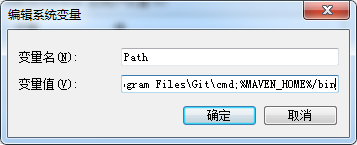 编辑系统变量
变量名(N): Path
变量值(V): gram Files\Git\cmd;%MAVEN_HOME%/bin
确定 取消